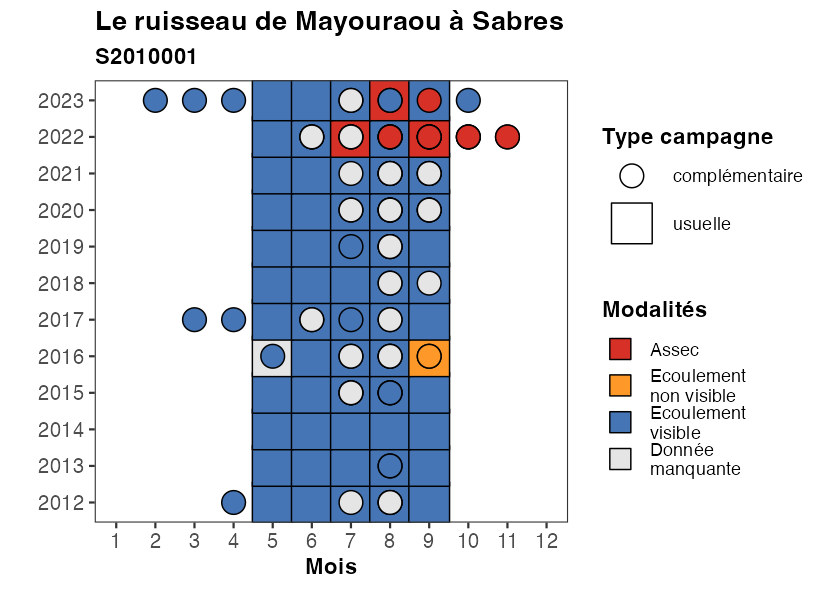 Le ruisseau de Mayouraou à Sabres
S2010001
2023
2022
2021
2020
2019
2018
2017
2016
2015
2014
2013
2012
1 2 3 4 5 6 7 8 9 10 11 12
Mois
Type campagne
complémentaire
usuelle
Modalités
Assec
Ecoulement
non visible
Ecoulement
visible
Donnée
manquante